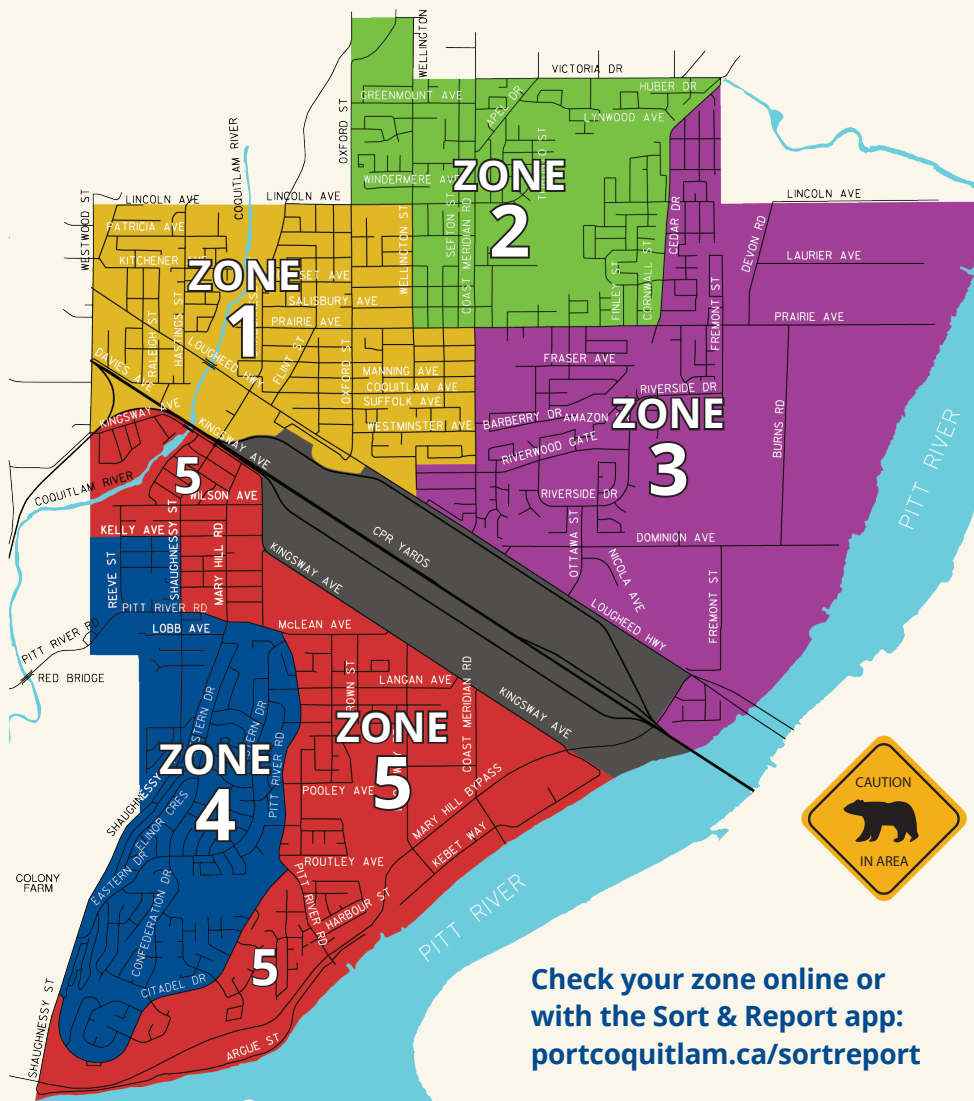 WELLINGTON
VICTORIA DR
HUBER DR
GREENMOUNT AVE
APEL DR
LYNWOOD AVE
OXFORD ST
COQUITLAM RIVER
WINDERMERE AVE
ZONE
2
LINCOLN AVE
LINCOLN AVE
LINCOLN AVE
WESTWOOD ST
PATRICIA AVE
KITCHENER AVE
WELLINGTON ST
SEFTON ST
COAST MERIDIAN RD
CEDAR DR
DEVON RD
LAURIER AVE
ZONE
1
SALISBURY AVE
PRAIRIE AVE
FINLEY ST
CORNWALL ST
FREMONT ST
PRAIRIE AVE
RALEIGH ST
HASTINGS ST
LOUGHEED HWY
FLINT ST
OXFORD ST
DAVIES AVE
MANNING AVE
COQUITLAM AVE
SUFFOLK AVE
WESTMINSTER AVE
FRASER AVE
RIVERSIDE DR
BARBERRY DR
AMAZON
ZONE
3
BURNS RD
KINGSWAY AVE
KINGSWAY AVE
RIVERWOOD GATE
RIVERSIDE DR
PITT RIVER
COQUITLAM RIVER
5
WILSON AVE
KELLY AVE
SHAUGHNESSY ST
MARY HILL RD
REEVE ST
CPR YARDS
KINGSWAY AVE
OTTAWA ST
DOMINION AVE
NICOLA AVE
LOUGHEED HWY
FREMONT ST
PITT RIVER RD
PITT RIVER RD
LOBB AVE
McLEAN AVE
RED BRIDGE
LANGAN AVE
COAST MERIDIAN RD
KINGSWAY AVE
ZONE
4
ZONE
5
PITT RIVER RD
POOLEY AVE
MARY HILL BYPASS
KEBET WAY
SHAUGHNESSY
ELINOR CRES
EASTERN DR
ROUTLEY AVE
PITT RIVER RD
HARBOUR ST
COLONY
FARM
CONFEDERATION DR
CITADEL DR
5
SHAUGHNESSY ST
ARGUE ST
PITT RIVER
CAUTION
IN AREA
Check your zone online or
with the Sort & Report app:
portcoquitlam.ca/sortreport